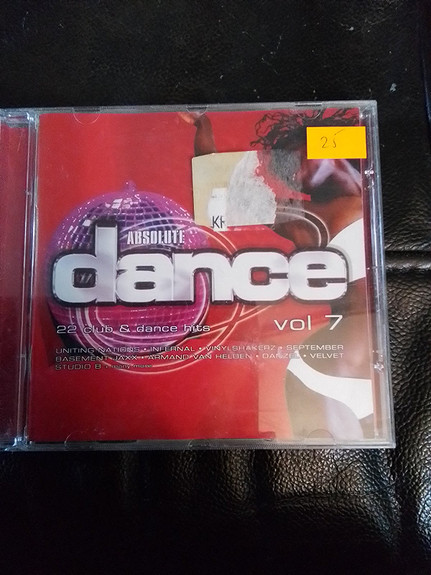 25
KH
ABSOLUTE
dance
22 club & dance hits
vol 7
UNITING NATIONS • INFERNAL • VINYLSHAKERZ • SEPTEMBER
BASEMENT JAXX • ARMAND VAN HELDEN • DANZEL • VELVET
STUDIO B •